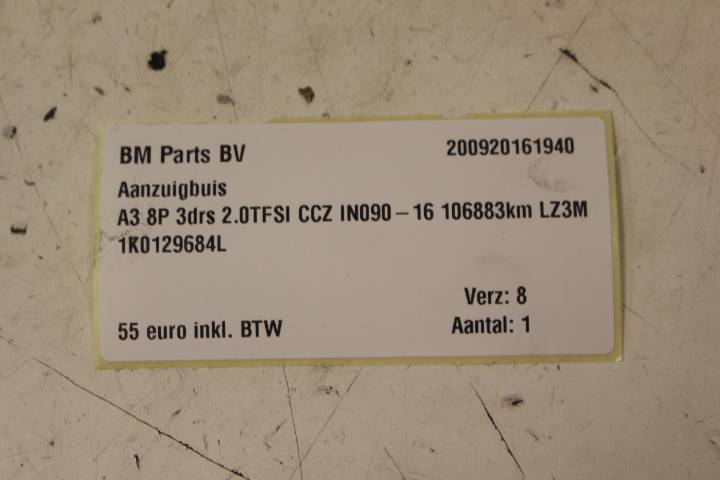 BM Parts BV 200920161940
Aanzuigbuis
A3 8P 3drs 2.0TFSI CCZ IN090-16 106883km LZ3M
1K0129684L
Verz: 8
55 euro inkl. BTW Aantal: 1